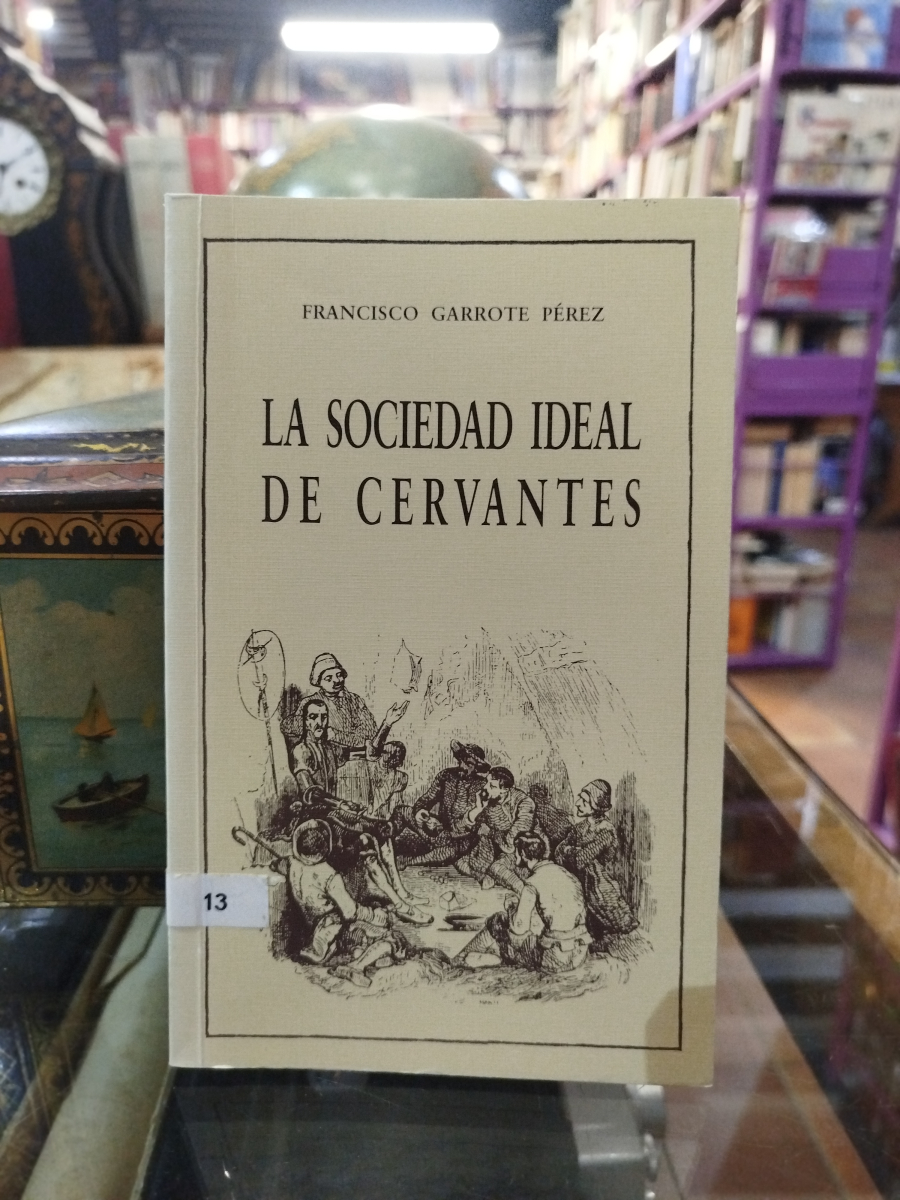 FRANCISCO GARROTE PÉREZ
LA SOCIEDAD IDEAL
DE CERVANTES
13